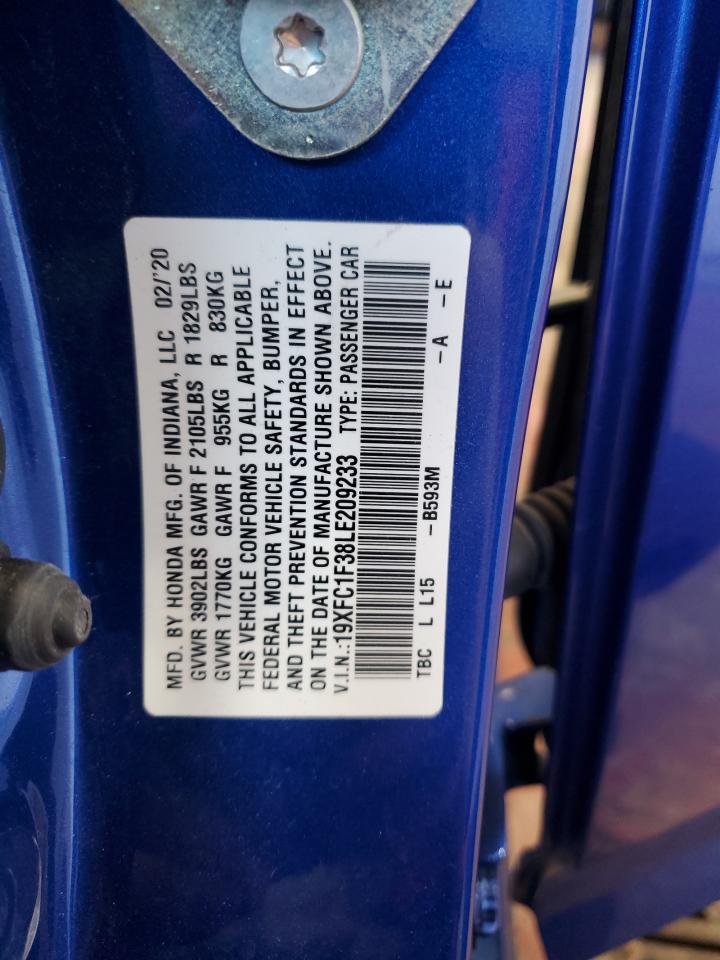 MFD. BY HONDA MFG. OF INDIANA, LLC 02/'20
GVWR 3902LBS GAWR F 2105LBS R 1829LBS
GVWR 1770KG GAWR F 955KG R 830KG
THIS VEHICLE CONFORMS TO ALL APPLICABLE
FEDERAL MOTOR VEHICLE SAFETY, BUMPER,
AND THEFT PREVENTION STANDARDS IN EFFECT
ON THE DATE OF MANUFACTURE SHOWN ABOVE.
V.I.N.:19XFC1F38LE209233 TYPE: PASSENGER CAR
TBC L L15 -B593M -A -E